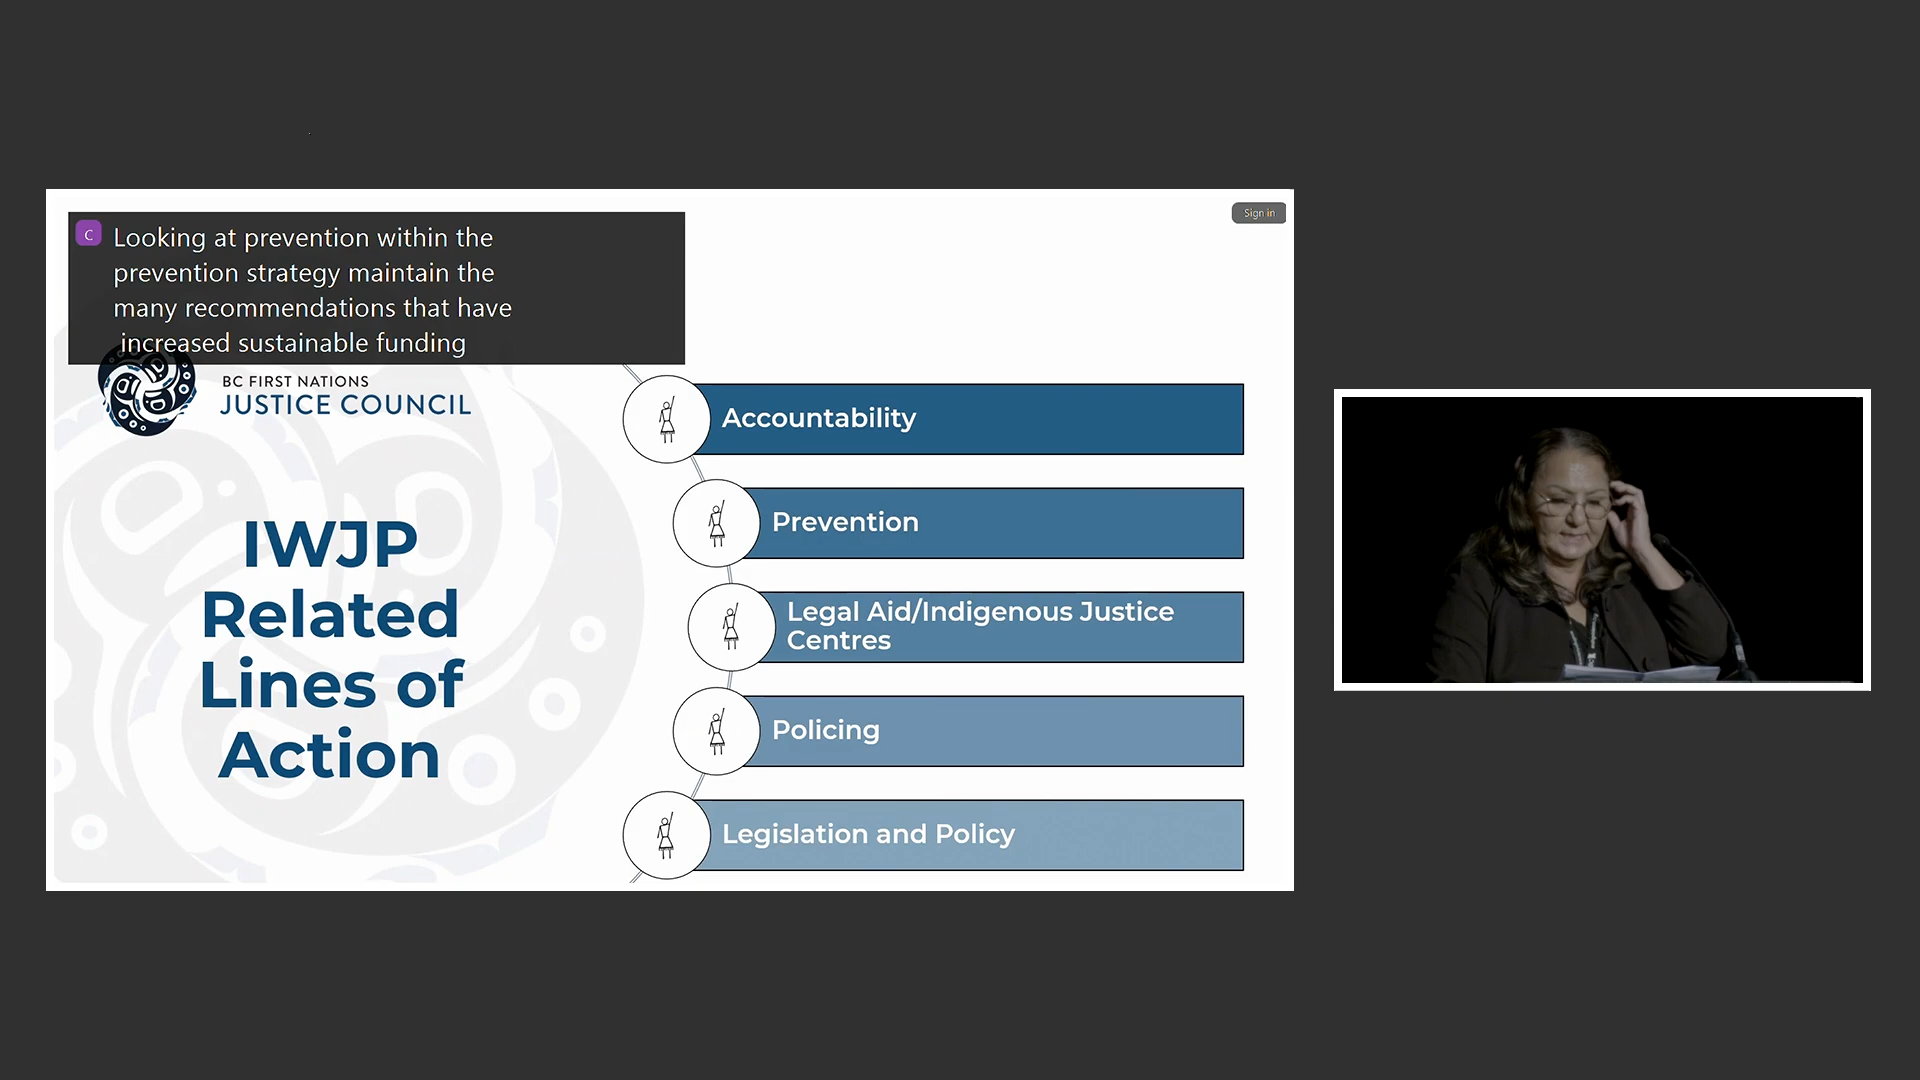 C
Looking at prevention within the
prevention strategy maintain the
many recommendations that have
increased sustainable funding
Sign in
BC FIRST NATIONS
JUSTICE COUNCIL
IWJP
Related
Lines of
Action
Accountability
Prevention
Legal Aid/Indigenous Justice
Centres
Policing
Legislation and Policy